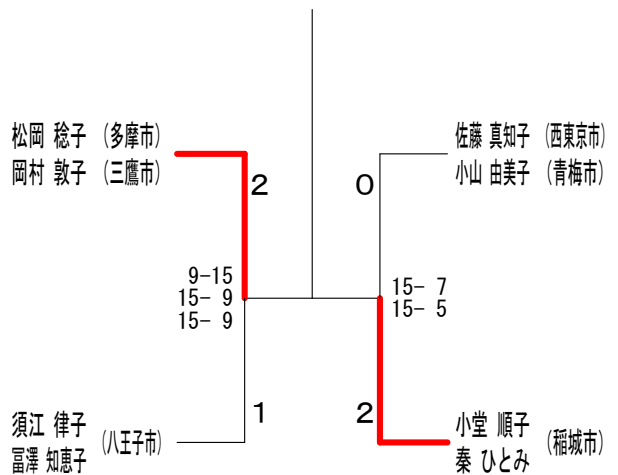 松岡 稔子 (多摩市)
岡村 敦子 (三鷹市)
2
9-15
15- 9
15- 9
須江 律子
冨澤 知恵子
(八王子市)
1
佐藤 真知子 (西東京市)
小山 由美子 (青梅市)
0
15- 7
15- 5
2
小堂 順子
秦 ひとみ
(稲城市)